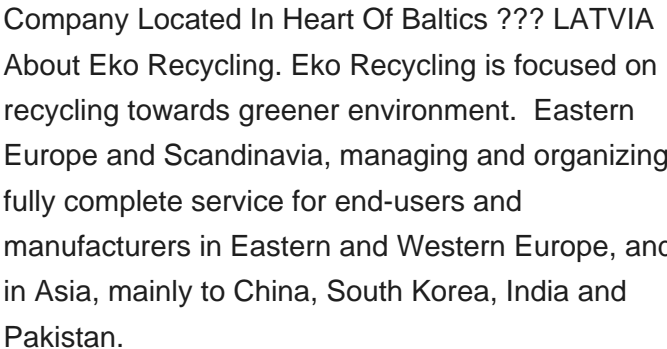 Company Located In Heart Of Baltics ??? LATVIA
About Eko Recycling. Eko Recycling is focused on
recycling towards greener environment.  Eastern
Europe and Scandinavia, managing and organizing
fully complete service for end-users and
manufacturers in Eastern and Western Europe, and
in Asia, mainly to China, South Korea, India and
Pakistan.